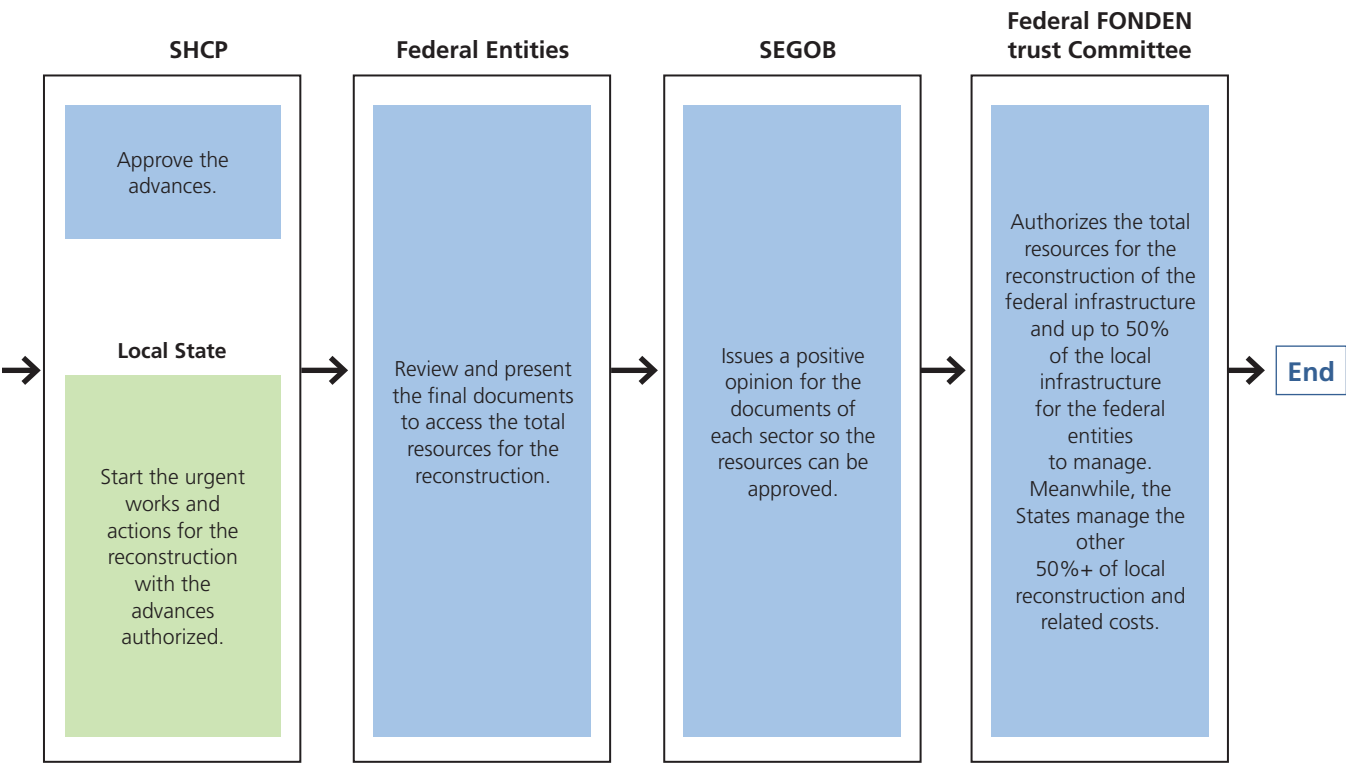 SHCP
Approve the
advances.
Local State
Start the urgent
works and
actions for the
reconstruction
with the
advances
authorized.
Federal Entities
Review and present
the final documents
to access the total
resources for the
reconstruction.
SEGOB
Issues a positive
opinion for the
documents of
each sector so the
resources can be
approved.
Federal FONDEN
trust Committee
Authorizes the total
resources for the
reconstruction of the
federal infrastructure
and up to 50%
of the local
infrastructure
for the federal
entities
to manage.
Meanwhile, the
States manage the
other
50%+ of local
reconstruction and
related costs.
End